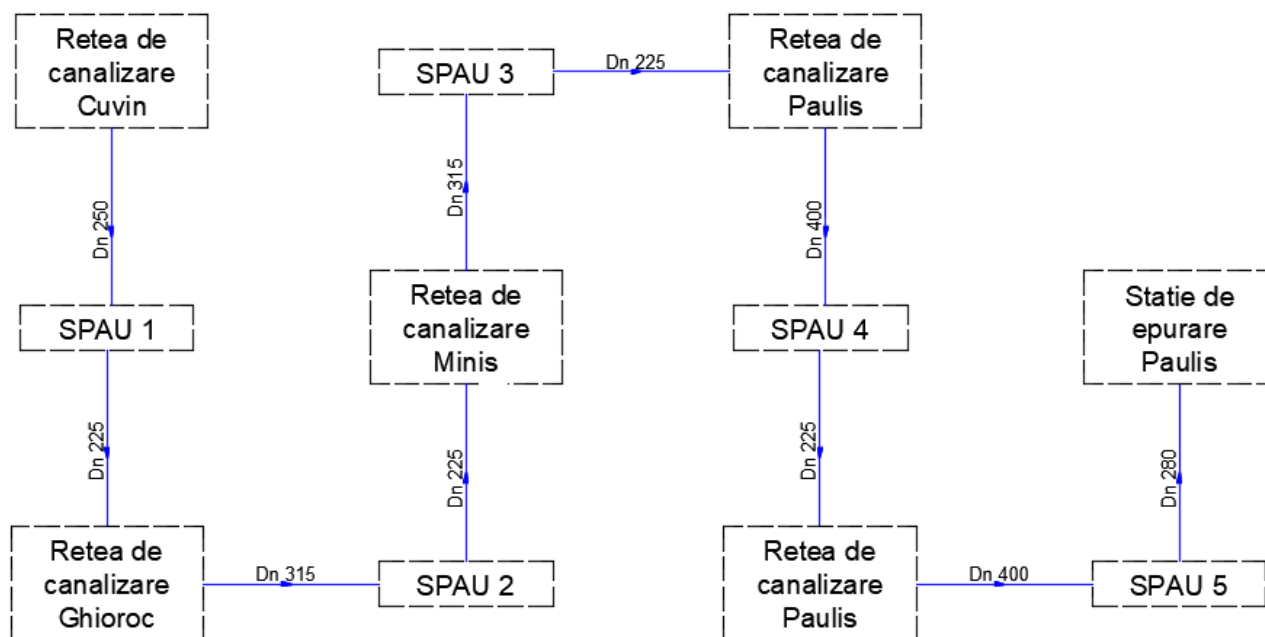 Retea de
canalizare
Cuvin
Dn 250
SPAU 1
Dn 225
Retea de
canalizare
Ghioroc
Dn 315
SPAU 2
Dn 225
Retea de
canalizare
Minis
Dn 315
SPAU 3
Dn 225
Retea de
canalizare
Paulis
Dn 400
SPAU 4
Dn 225
Retea de
canalizare
Paulis
Dn 400
SPAU 5
Dn 280
Statie de
epurare
Paulis